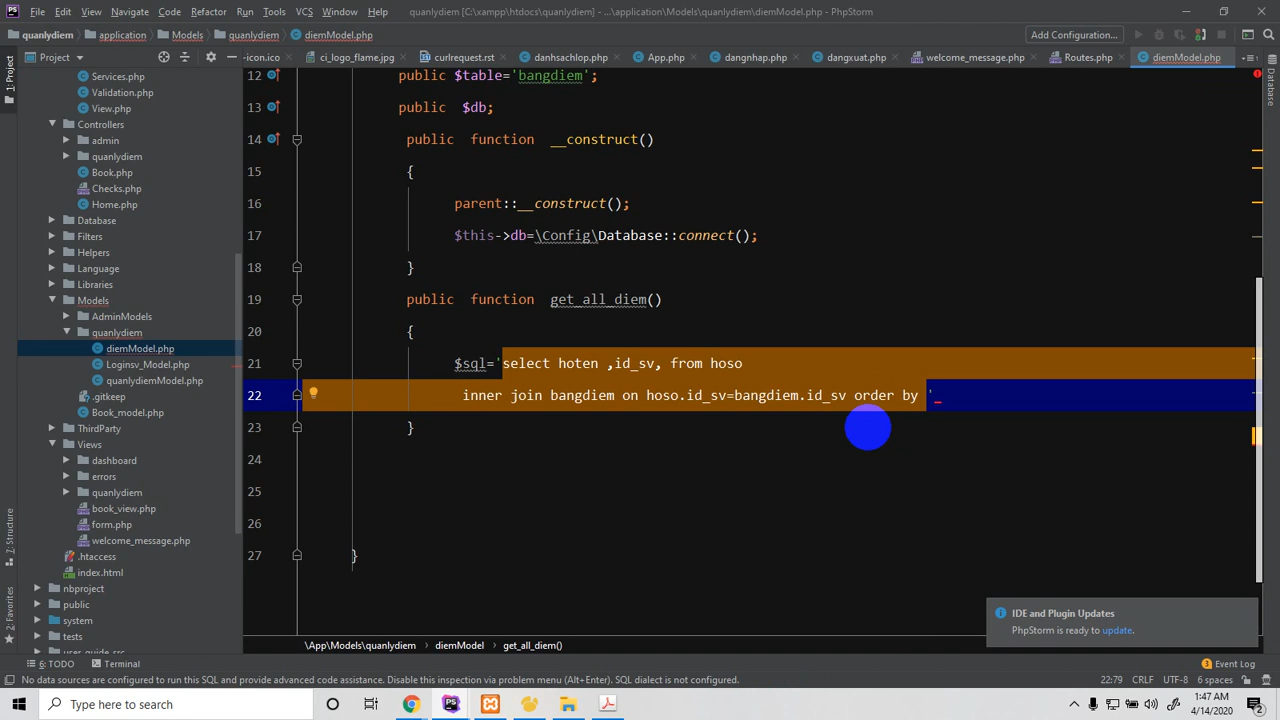 File Edit View Navigate Code Refactor Run Tools VCS Window Help quanlydiem [C:\xampp\htdocs\quanlydiem] - ...\application\Models\quanlydiem\diemModel.php - PhpStorm
quanlydiem application Models quanlydiem diemModel.php Add Configuration...
Project -icon.ico ci_logo_flame.jpg curlrequest.rst danhsachlop.php App.php dangnhap.php dangxuat.php welcome_message.php Routes.php diemModel.php
1: Project
7: Structure
2: Favorites
Database
Services.php
Validation.php
View.php
Controllers
admin
quanlydiem
Book.php
Checks.php
Home.php
Database
Filters
Helpers
Language
Libraries
Models
AdminModels
quanlydiem
diemModel.php
Loginsv_Model.php
quanlydiemModel.php
.gitkeep
Book_model.php
ThirdParty
Views
dashboard
errors
quanlydiem
book_view.php
form.php
welcome_message.php
.htaccess
index.html
nbproject
public
system
tests
user_guide_src
12 public $table='bangdiem';
13 public $db;
14 public function __construct()
15 {
16 parent::__construct();
17 $this->db=\Config\Database::connect();
18 }
19 public function get_all_diem()
20 {
21 $sql='select hoten ,id_sv, from hoso
22 inner join bangdiem on hoso.id_sv=bangdiem.id_sv order by '
23 }
24
25
26
27 }
IDE and Plugin Updates
PhpStorm is ready to update.
\App\Models\quanlydiem diemModel get_all_diem()
6: TODO Terminal 3 Event Log
No data sources are configured to run this SQL and provide advanced code assistance. Disable this inspection via problem menu (Alt+Enter). SQL dialect is not configured. 22:79 CRLF UTF-8 6 spaces
Type here to search
1:47 AM
4/14/2020
2